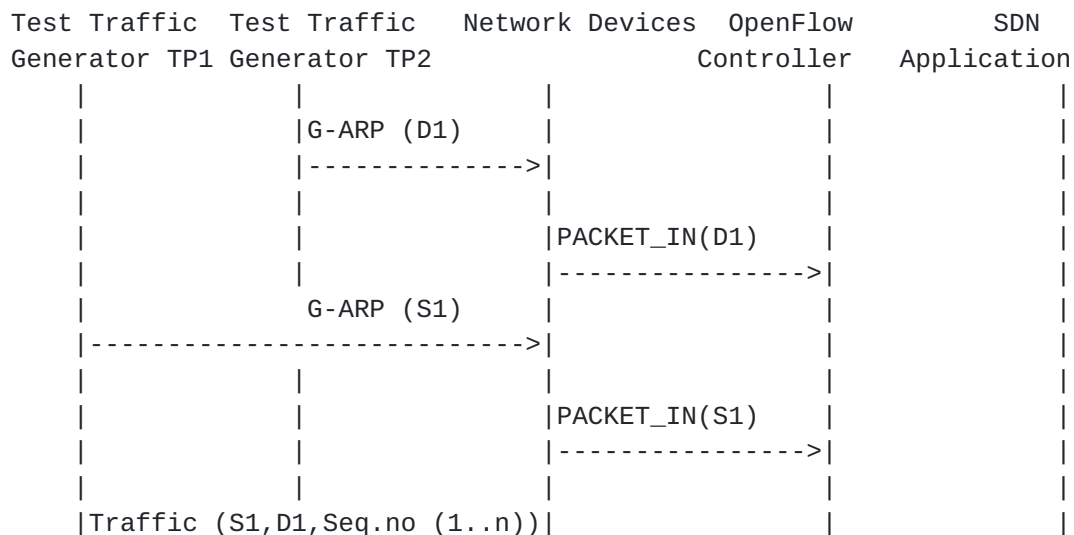 Test Traffic  Test Traffic   Network Devices  OpenFlow         SDN
Generator TP1 Generator TP2                 Controller   Application
G-ARP (D1)
PACKET_IN(D1)
G-ARP (S1)
PACKET_IN(S1)
Traffic (S1,D1,Seq.no (1..n))